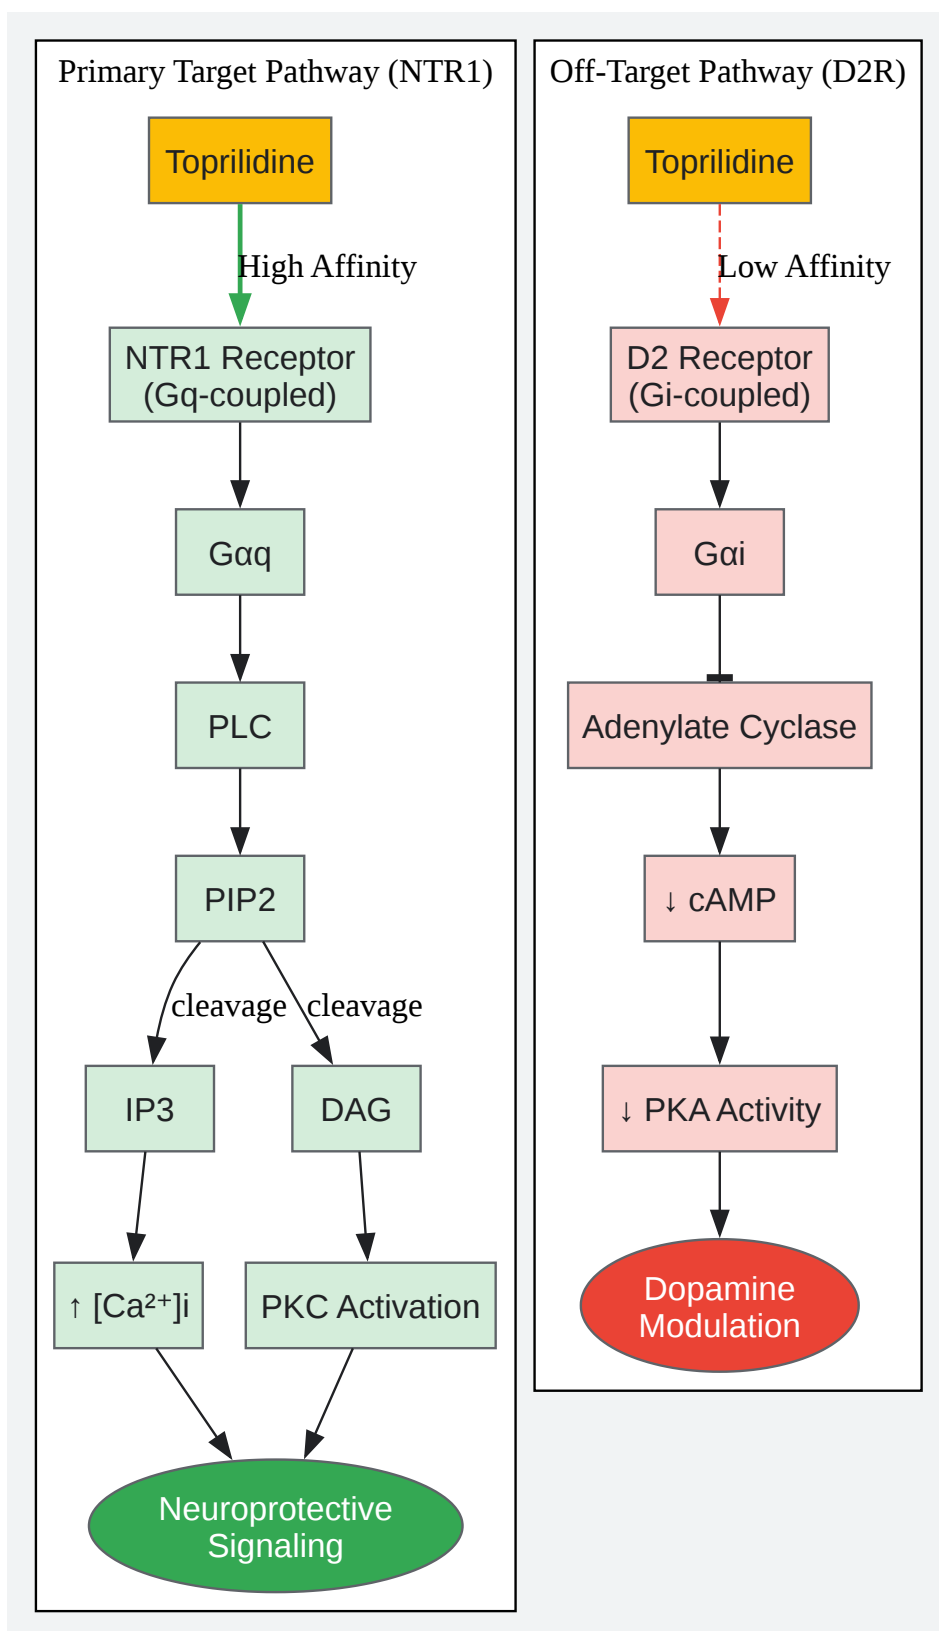 Primary Target Pathway (NTR1)
Toprilidine
High Affinity
NTR1 Receptor
(Gq-coupled)
Gαq
PLC
PIP2
cleavage
cleavage
IP3
DAG
↑ [Ca²⁺]i
PKC Activation
Neuroprotective
Signaling
Off-Target Pathway (D2R)
Toprilidine
Low Affinity
D2 Receptor
(Gi-coupled)
Gαi
Adenylate Cyclase
↓ cAMP
↓ PKA Activity
Dopamine
Modulation